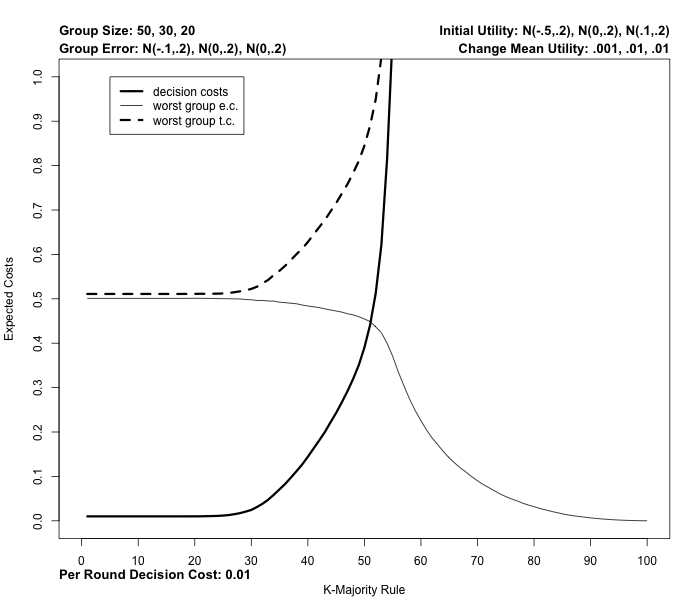 Group Size: 50, 30, 20
Initial Utility: N(-.5,.2), N(0,.2), N(.1,.2)
Group Error: N(-.1,.2), N(0,.2), N(0,.2)
Change Mean Utility: .001, .01, .01
decision costs
worst group e.c.
worst group t.c.
Expected Costs
1.0
0.9
0.8
0.7
0.6
0.5
0.4
0.3
0.2
0.1
0.0
0 10 20 30 40 50 60 70 80 90 100
Per Round Decision Cost: 0.01
K-Majority Rule